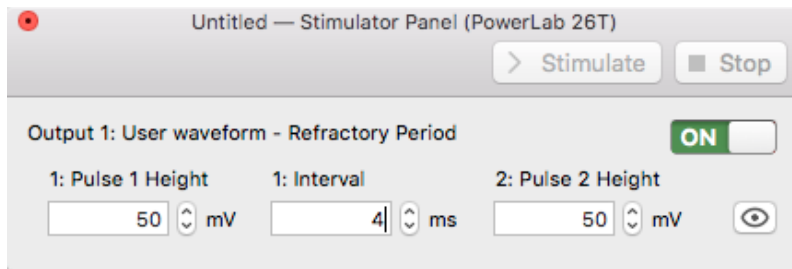 Untitled — Stimulator Panel (PowerLab 26T)
Stimulate Stop
Output 1: User waveform - Refractory Period ON
1: Pulse 1 Height 1: Interval 2: Pulse 2 Height
50 mV 4 ms 50 mV